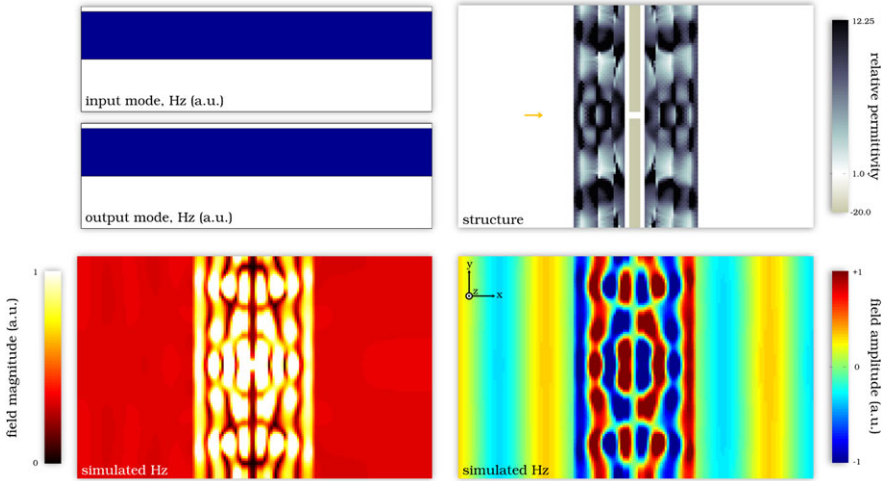 input mode, Hz (a.u.)
output mode, Hz (a.u.)
structure
12.25
1.0
-20.0
relative permittivity
1
0
field magnitude (a.u.)
simulated Hz
y
z
x
simulated Hz
+1
0
-1
field amplitude (a.u.)